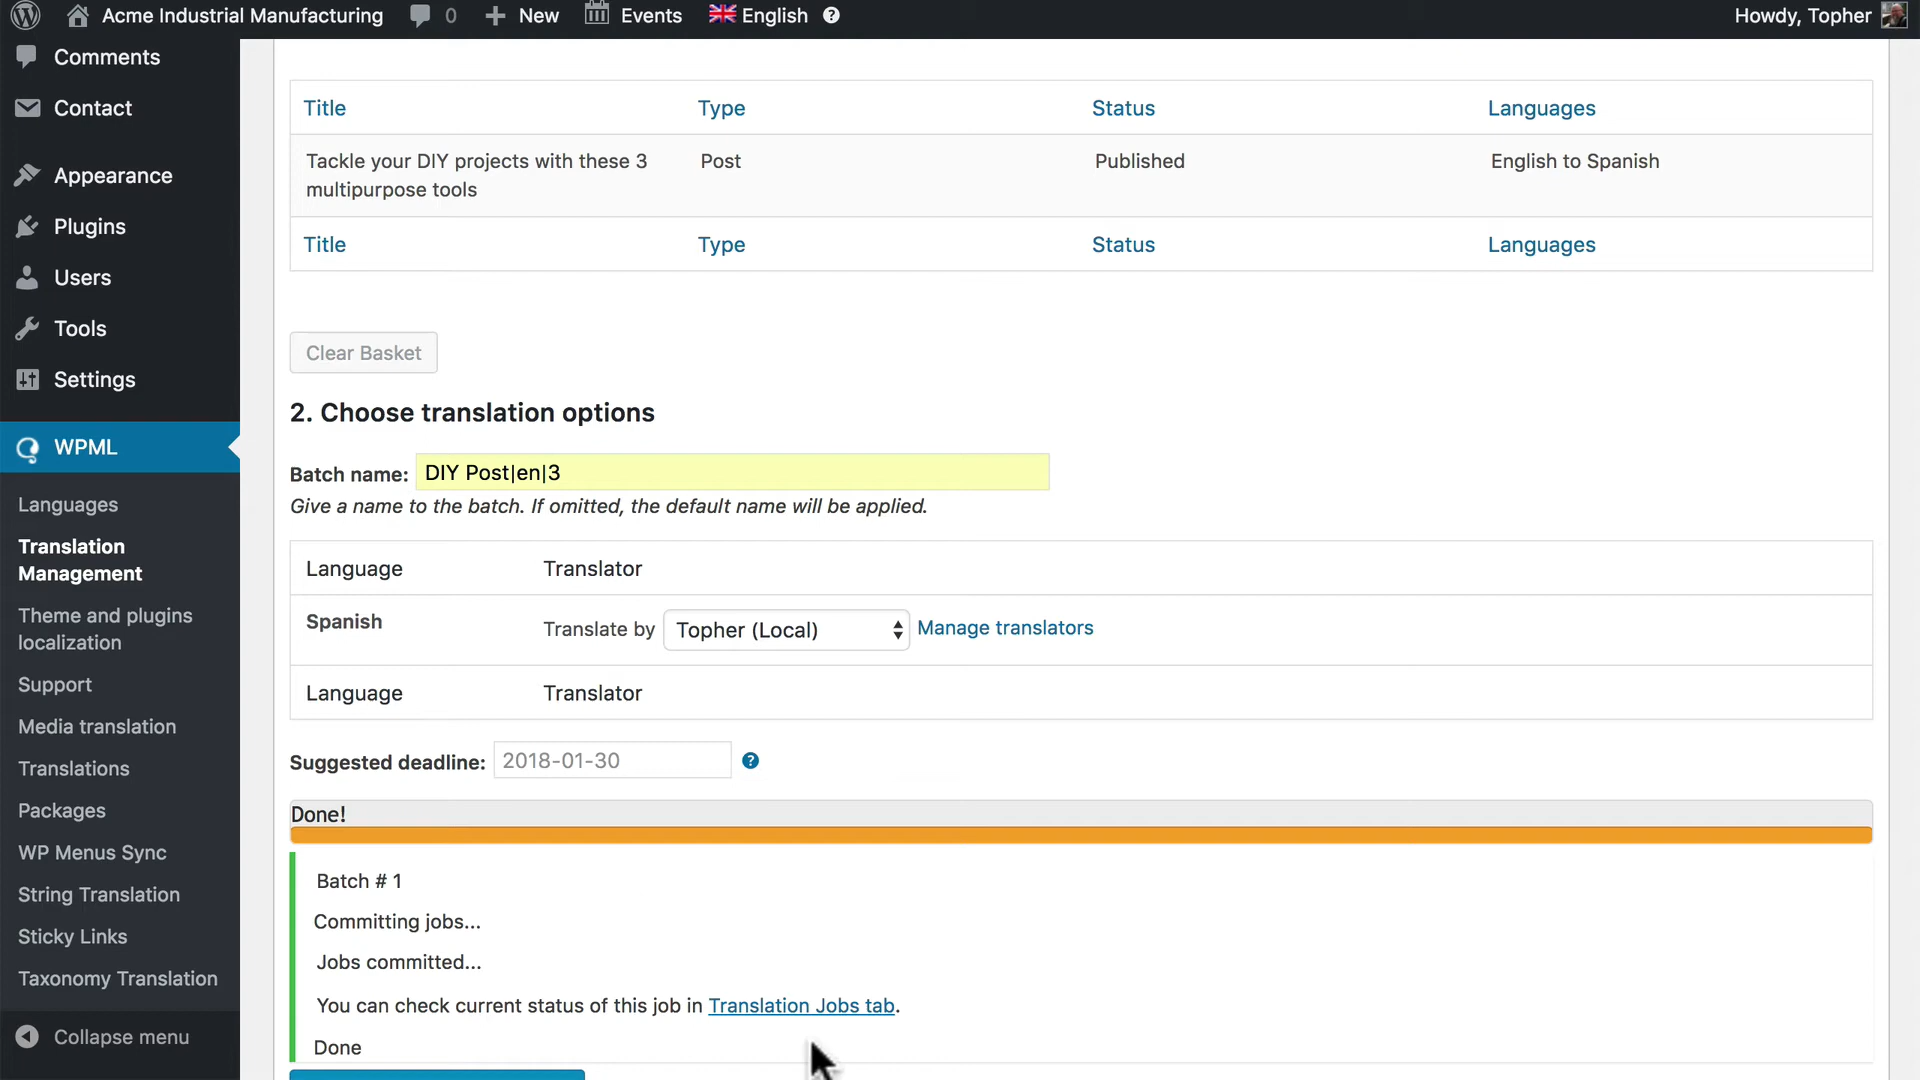 Acme Industrial Manufacturing 0 New Events English Howdy, Topher
Comments
Contact
Appearance
Plugins
Users
Tools
Settings
WPML
Languages
Translation
Management
Theme and plugins
localization
Support
Media translation
Translations
Packages
WP Menus Sync
String Translation
Sticky Links
Taxonomy Translation
Collapse menu
Title Type Status Languages
Tackle your DIY projects with these 3 Post Published English to Spanish
multipurpose tools
Title Type Status Languages
Clear Basket
2. Choose translation options
Batch name: DIY Post|en|3
Give a name to the batch. If omitted, the default name will be applied.
Language Translator
Spanish Translate by Topher (Local) Manage translators
Language Translator
Suggested deadline: 2018-01-30 ?
Done!
Batch # 1
Committing jobs...
Jobs committed...
You can check current status of this job in Translation Jobs tab.
Done